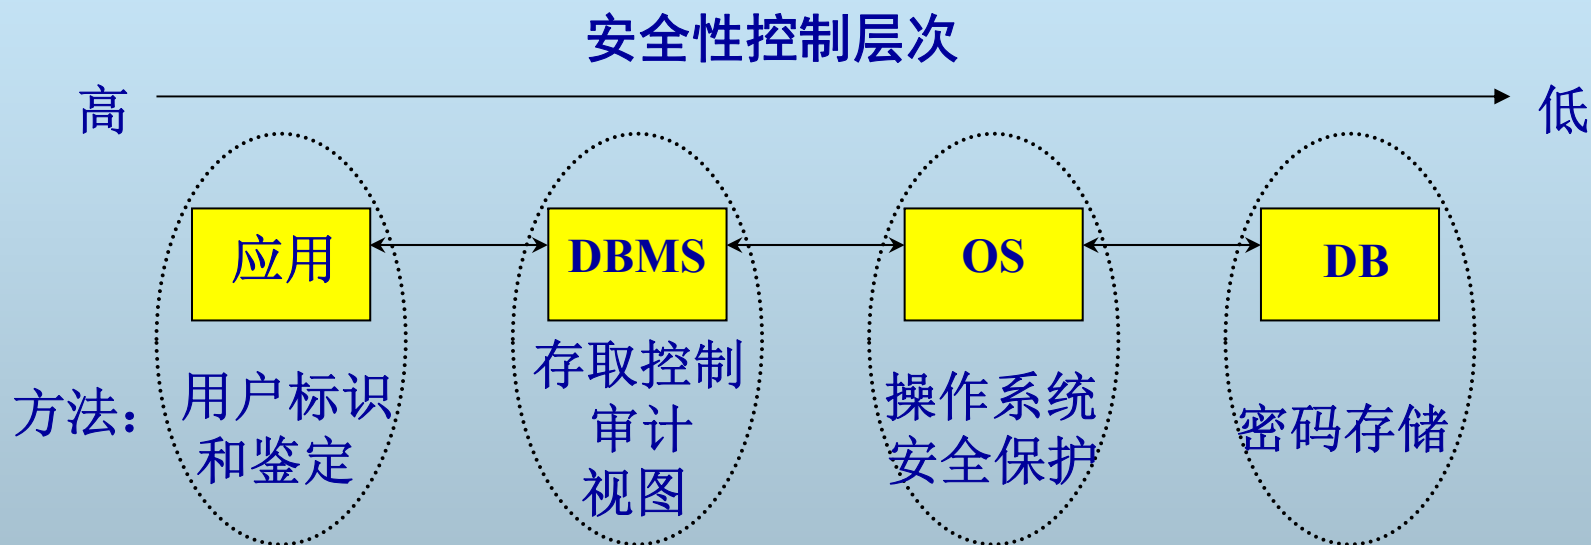 安全性控制层次
高
低
应用
DBMS
OS
DB
方法：
用户标识
和鉴定
存取控制
审计
视图
操作系统
安全保护
密码存储